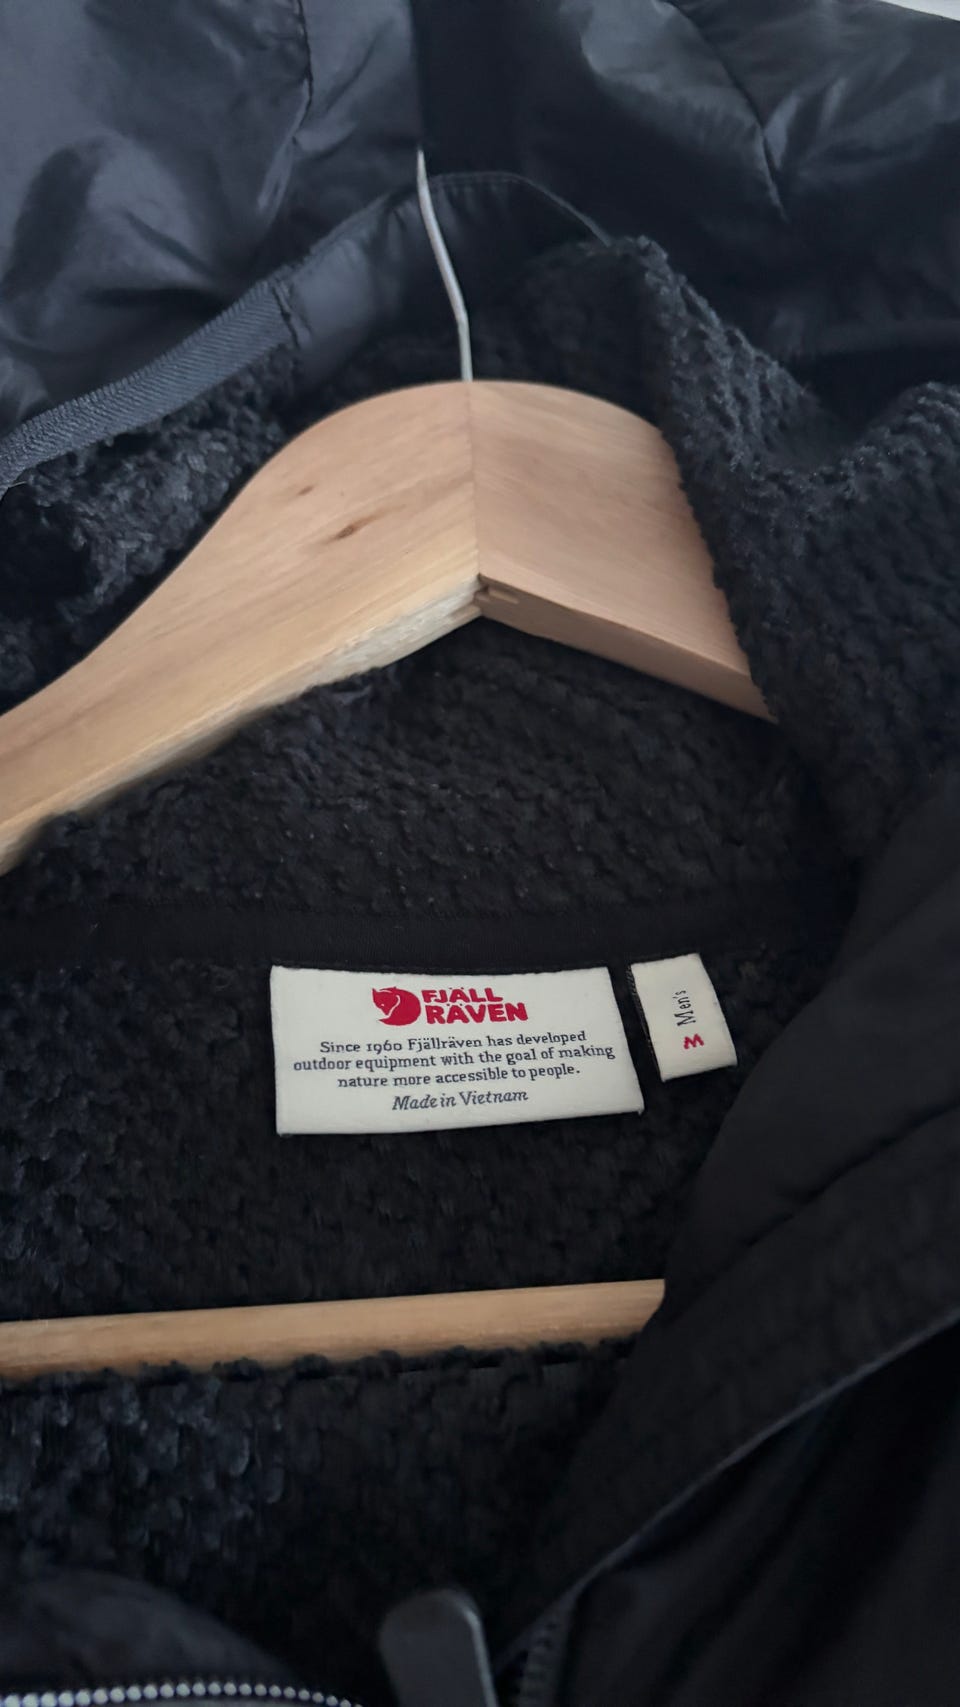 FJÄLL
RÄVEN
Since 1960 Fjällräven has developed
outdoor equipment with the goal of making
nature more accessible to people.
Made in Vietnam
Men's
M